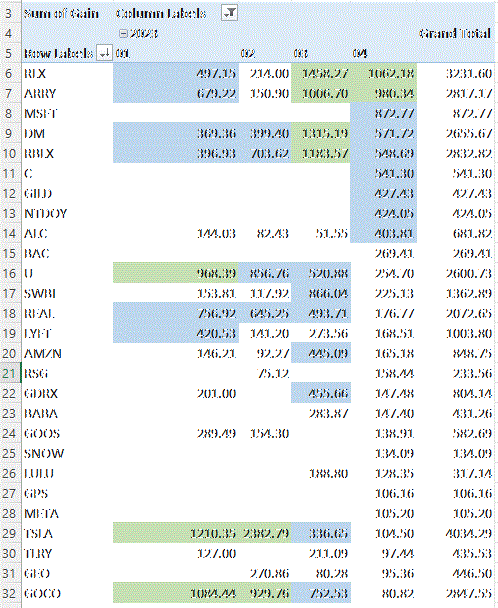 3 Sum of Gain Column Labels
4 2023 Grand Total
5 Row Labels Q1 Q2 Q3 Q4
6 RLX 497.15 214.00 1458.27 1062.18 3231.60
7 ARRY 679.22 150.90 1006.70 980.34 2817.17
8 MSFT 872.77 872.77
9 DM 369.36 399.40 1315.19 571.72 2655.67
10 RBLX 396.93 703.62 1183.57 548.69 2832.82
11 C 541.30 541.30
12 GILD 427.43 427.43
13 NTDOY 424.05 424.05
14 ALC 144.03 82.43 51.55 403.81 681.82
15 BAC 269.41 269.41
16 U 968.39 856.76 520.88 254.70 2600.73
17 SWBI 153.81 117.92 866.04 225.13 1362.89
18 REAL 756.92 645.25 493.71 176.77 2072.65
19 LYFT 420.53 141.20 273.56 168.51 1003.80
20 AMZN 146.21 92.27 445.09 165.18 848.75
21 RSG 75.12 158.44 233.56
22 GDRX 201.00 455.66 147.48 804.14
23 BABA 283.87 147.40 431.26
24 GOOS 289.49 154.30 138.91 582.69
25 SNOW 134.09 134.09
26 LULU 188.80 128.35 317.14
27 GPS 106.16 106.16
28 META 105.20 105.20
29 TSLA 1210.35 2382.79 336.65 104.50 4034.29
30 TLRY 127.00 211.09 97.44 435.53
31 GEO 270.86 80.28 95.36 446.50
32 GOCO 1084.44 929.76 752.53 80.82 2847.55